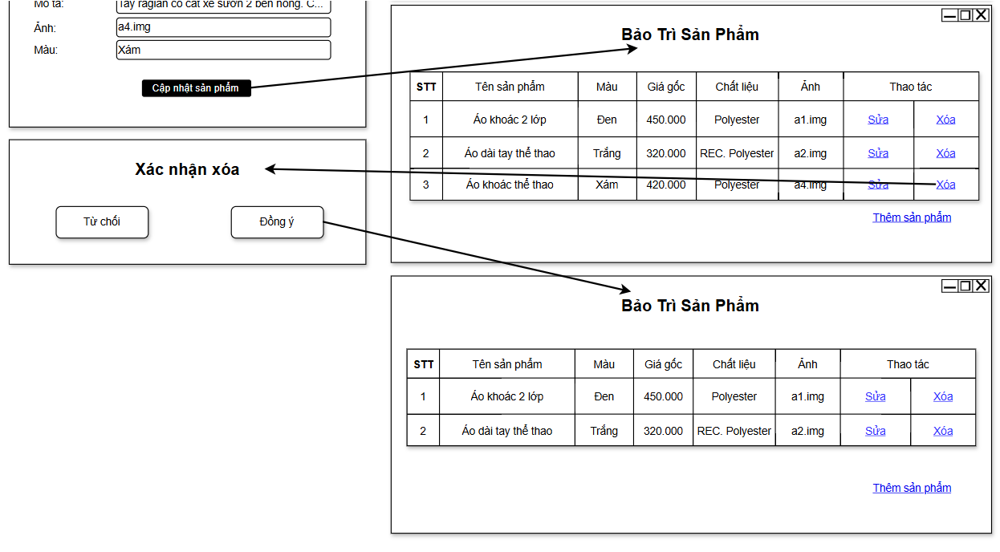 Mô tả: Tay raglan có cắt xẻ sườn 2 bên hông. C...
Ảnh: a4.img
Màu: Xám
Cập nhật sản phẩm
Bảo Trì Sản Phẩm
STT Tên sản phẩm Màu Giá gốc Chất liệu Ảnh Thao tác
1 Áo khoác 2 lớp Đen 450.000 Polyester a1.img Sửa Xóa
2 Áo dài tay thể thao Trắng 320.000 REC. Polyester a2.img Sửa Xóa
3 Áo khoác thể thao Xám 420.000 Polyester a4.img Sửa Xóa
Thêm sản phẩm
Xác nhận xóa
Từ chối Đồng ý
Bảo Trì Sản Phẩm
STT Tên sản phẩm Màu Giá gốc Chất liệu Ảnh Thao tác
1 Áo khoác 2 lớp Đen 450.000 Polyester a1.img Sửa Xóa
2 Áo dài tay thể thao Trắng 320.000 REC. Polyester a2.img Sửa Xóa
Thêm sản phẩm